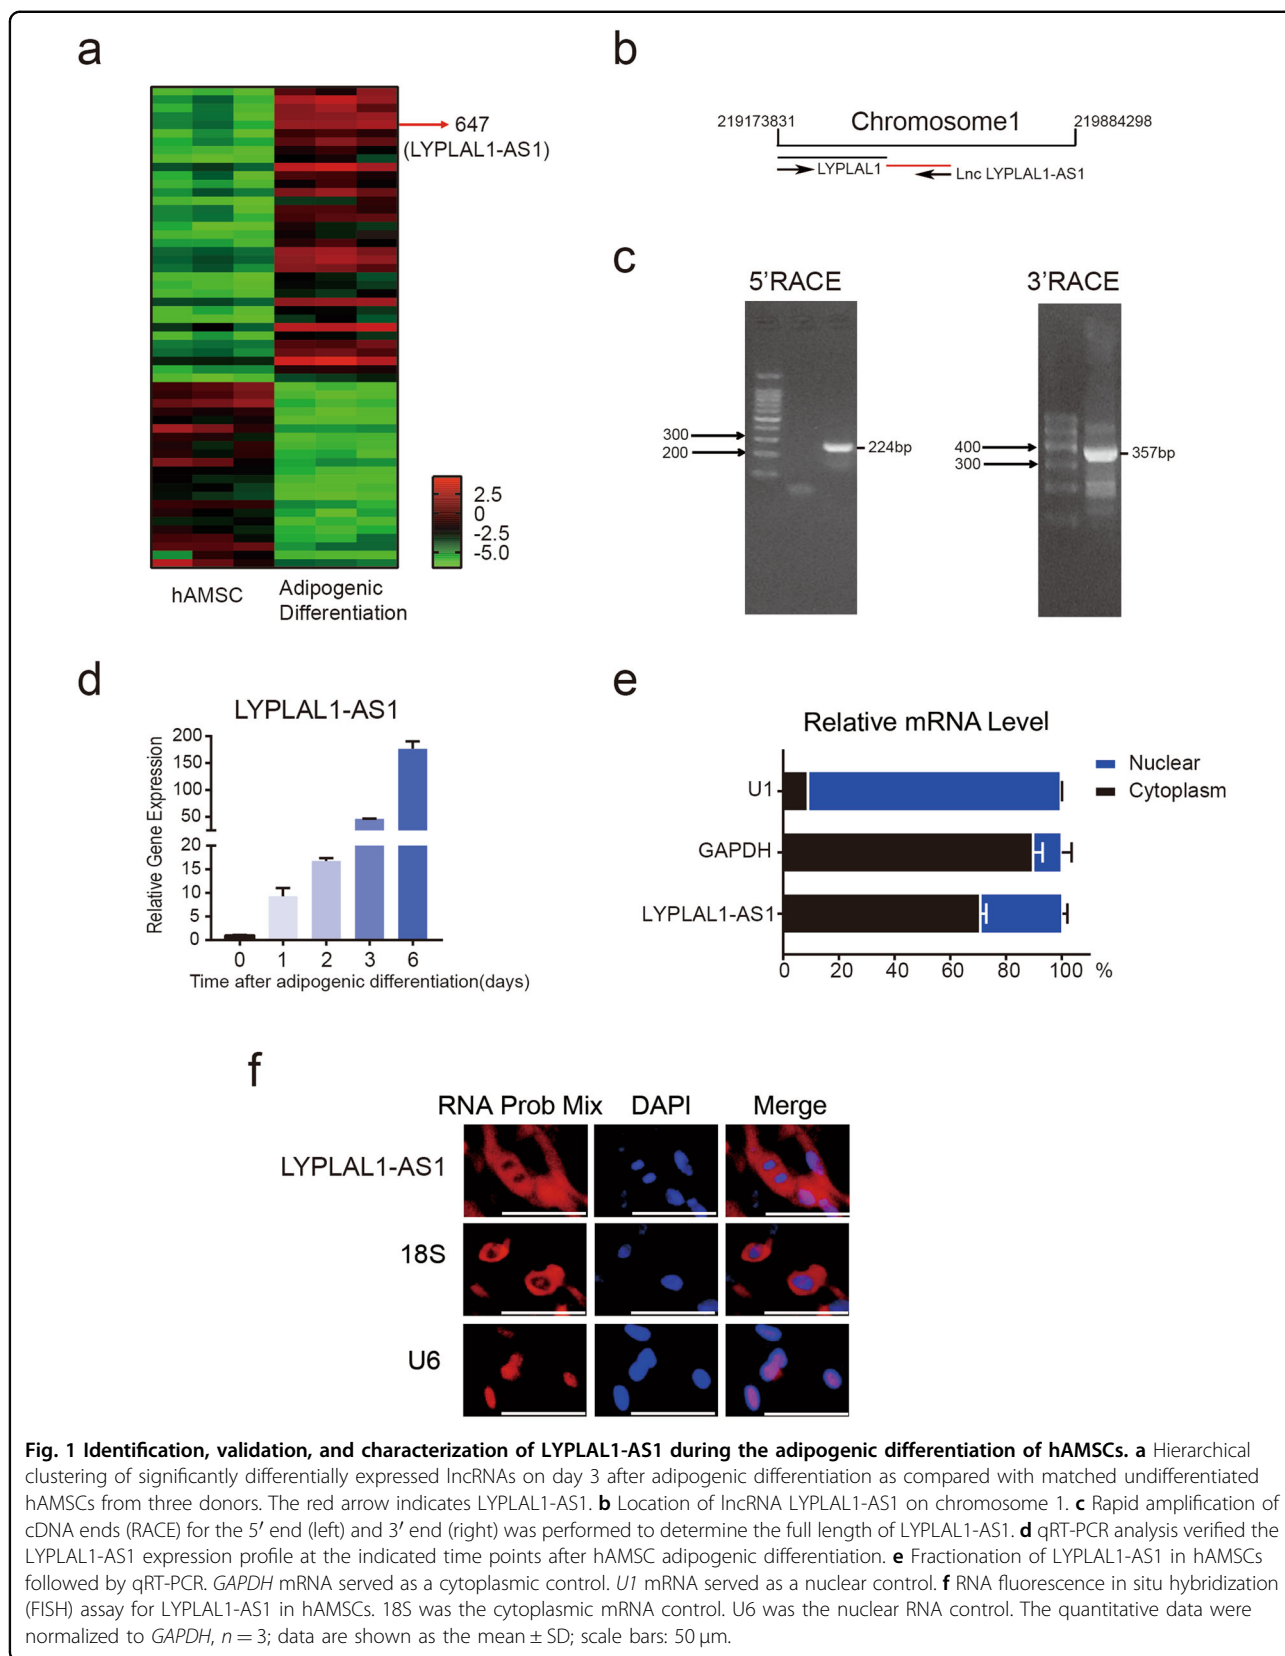 a
647
(LYPLAL1-AS1)
2.5
0
-2.5
-5.0
hAMSC
Adipogenic
Differentiation
b
219173831
Chromosome1
219884298
LYPLAL1
Lnc LYPLAL1-AS1
c
5'RACE
3'RACE
300
200
224bp
400
300
357bp
d
LYPLAL1-AS1
Relative Gene Expression
200
150
100
50
20
15
10
5
0
0 1 2 3 6
Time after adipogenic differentiation(days)
e
Relative mRNA Level
Nuclear
Cytoplasm
U1
GAPDH
LYPLAL1-AS1
0 20 40 60 80 100 %
f
RNA Prob Mix DAPI Merge
LYPLAL1-AS1
18S
U6
Fig. 1 Identification, validation, and characterization of LYPLAL1-AS1 during the adipogenic differentiation of hAMSCs. a Hierarchical
clustering of significantly differentially expressed lncRNAs on day 3 after adipogenic differentiation as compared with matched undifferentiated
hAMSCs from three donors. The red arrow indicates LYPLAL1-AS1. b Location of lncRNA LYPLAL1-AS1 on chromosome 1. c Rapid amplification of
cDNA ends (RACE) for the 5′ end (left) and 3′ end (right) was performed to determine the full length of LYPLAL1-AS1. d qRT-PCR analysis verified the
LYPLAL1-AS1 expression profile at the indicated time points after hAMSC adipogenic differentiation. e Fractionation of LYPLAL1-AS1 in hAMSCs
followed by qRT-PCR. GAPDH mRNA served as a cytoplasmic control. U1 mRNA served as a nuclear control. f RNA fluorescence in situ hybridization
(FISH) assay for LYPLAL1-AS1 in hAMSCs. 18S was the cytoplasmic mRNA control. U6 was the nuclear RNA control. The quantitative data were
normalized to GAPDH, n = 3; data are shown as the mean ± SD; scale bars: 50 μm.